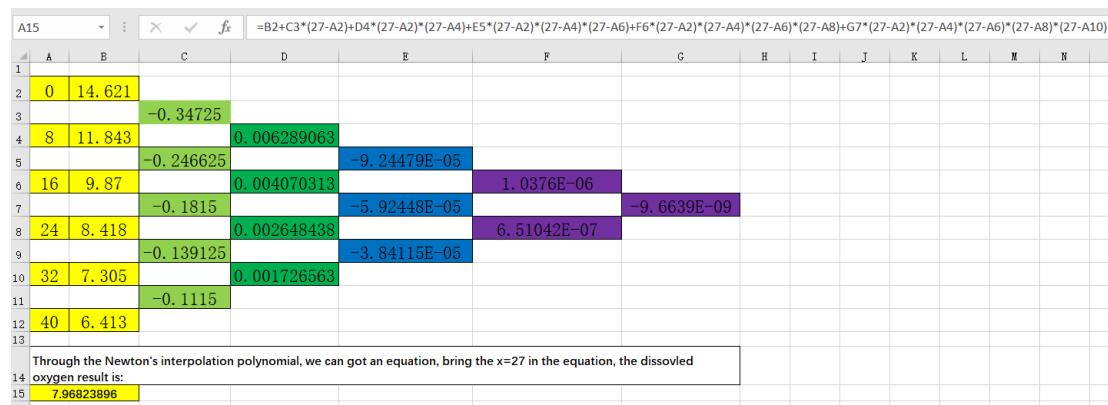 A15 fx =B2+C3*(27-A2)+D4*(27-A2)*(27-A4)+E5*(27-A2)*(27-A4)*(27-A6)+F6*(27-A2)*(27-A4)*(27-A6)*(27-A8)+G7*(27-A2)*(27-A4)*(27-A6)*(27-A8)*(27-A10)
A B C D E F G H I J K L M N
1
2 0 14.621
3 -0.34725
4 8 11.843 0.006289063
5 -0.246625 -9.24479E-05
6 16 9.87 0.004070313 1.0376E-06
7 -0.1815 -5.92448E-05 -9.6639E-09
8 24 8.418 0.002648438 6.51042E-07
9 -0.139125 -3.84115E-05
10 32 7.305 0.001726563
11 -0.1115
12 40 6.413
13
Through the Newton's interpolation polynomial, we can got an equation, bring the x=27 in the equation, the dissovled
14 oxygen result is:
15 7.96823896